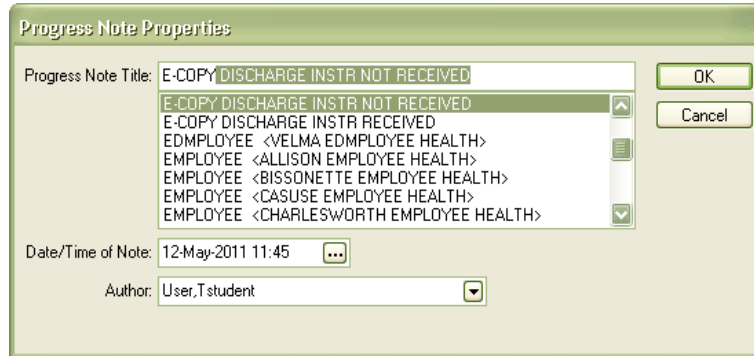 Progress Note Properties
Progress Note Title: E-COPY DISCHARGE INSTR NOT RECEIVED
OK
E-COPY DISCHARGE INSTR NOT RECEIVED
Cancel
E-COPY DISCHARGE INSTR RECEIVED
EDMPLOYEE <VELMA EDMPLOYEE HEALTH>
EMPLOYEE <ALLISON EMPLOYEE HEALTH>
EMPLOYEE <BISSONETTE EMPLOYEE HEALTH>
EMPLOYEE <CASUSE EMPLOYEE HEALTH>
EMPLOYEE <CHARLESWORTH EMPLOYEE HEALTH>
Date/Time of Note: 12-May-2011 11:45 ...
Author: User,Tstudent